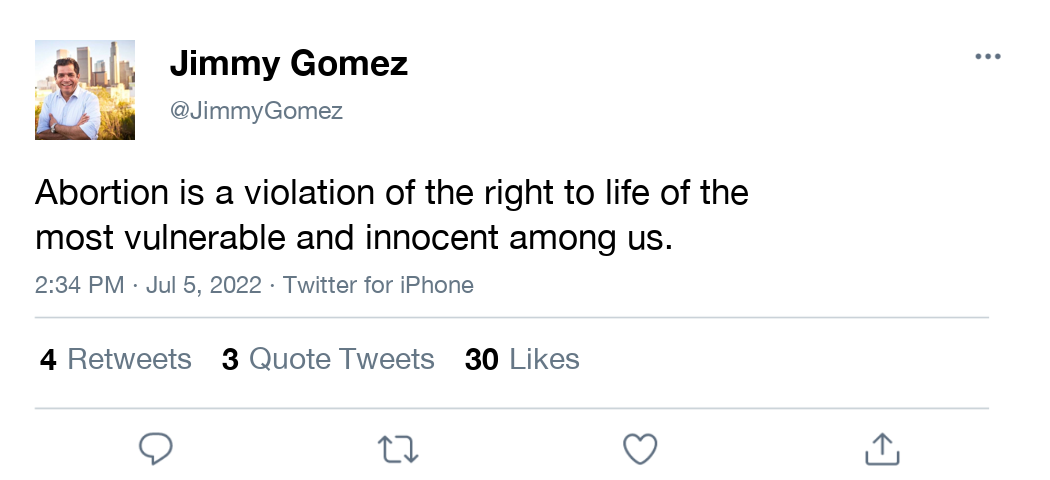 Jimmy Gomez
@JimmyGomez
Abortion is a violation of the right to life of the
most vulnerable and innocent among us.
2:34 PM · Jul 5, 2022 · Twitter for iPhone
4 Retweets 3 Quote Tweets 30 Likes